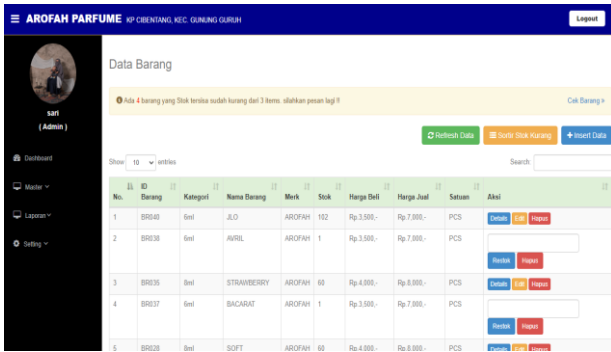 AROFAH PARFUME KP CIBENTANG, KEC. GUNUNG GURUH Logout
sari
( Admin )
Dashboard
Master
Laporan
Setting
Data Barang
Ada 4 barang yang Stok tersisa sudah kurang dari 3 items. silahkan pesan lagi !! Cek Barang »
Refresh Data Sortir Stok Kurang + Insert Data
Show 10 entries Search:
No. ID Barang Kategori Nama Barang Merk Stok Harga Beli Harga Jual Satuan Aksi
1 BR040 6ml JLO AROFAH 102 Rp.3,500,- Rp.7,000,- PCS Details Edit Hapus
2 BR038 6ml AVRIL AROFAH 1 Rp.3,500,- Rp.7,000,- PCS
Restok Hapus
3 BR035 8ml STRAWBERRY AROFAH 60 Rp.4,000,- Rp.8,000,- PCS Details Edit Hapus
4 BR037 6ml BACARAT AROFAH 1 Rp.3,500,- Rp.7,000,- PCS
Restok Hapus
5 BR028 8ml SOFT AROFAH 60 Rp.4,000,- Rp.8,000,- PCS Details Edit Hapus